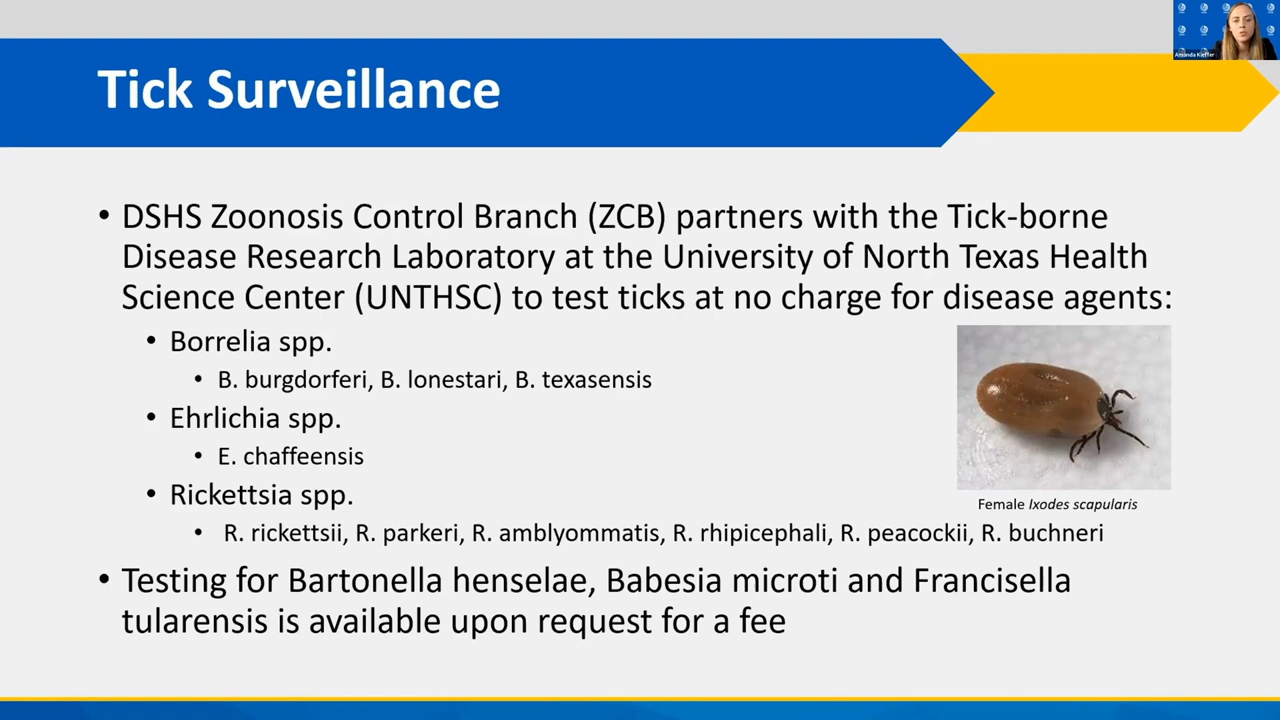 Tick Surveillance
Amanda Kieffer
• DSHS Zoonosis Control Branch (ZCB) partners with the Tick-borne
Disease Research Laboratory at the University of North Texas Health
Science Center (UNTHSC) to test ticks at no charge for disease agents:
• Borrelia spp.
• B. burgdorferi, B. lonestari, B. texasensis
• Ehrlichia spp.
• E. chaffeensis
• Rickettsia spp.
• R. rickettsii, R. parkeri, R. amblyommatis, R. rhipicephali, R. peacockii, R. buchneri
Female Ixodes scapularis
• Testing for Bartonella henselae, Babesia microti and Francisella
tularensis is available upon request for a fee